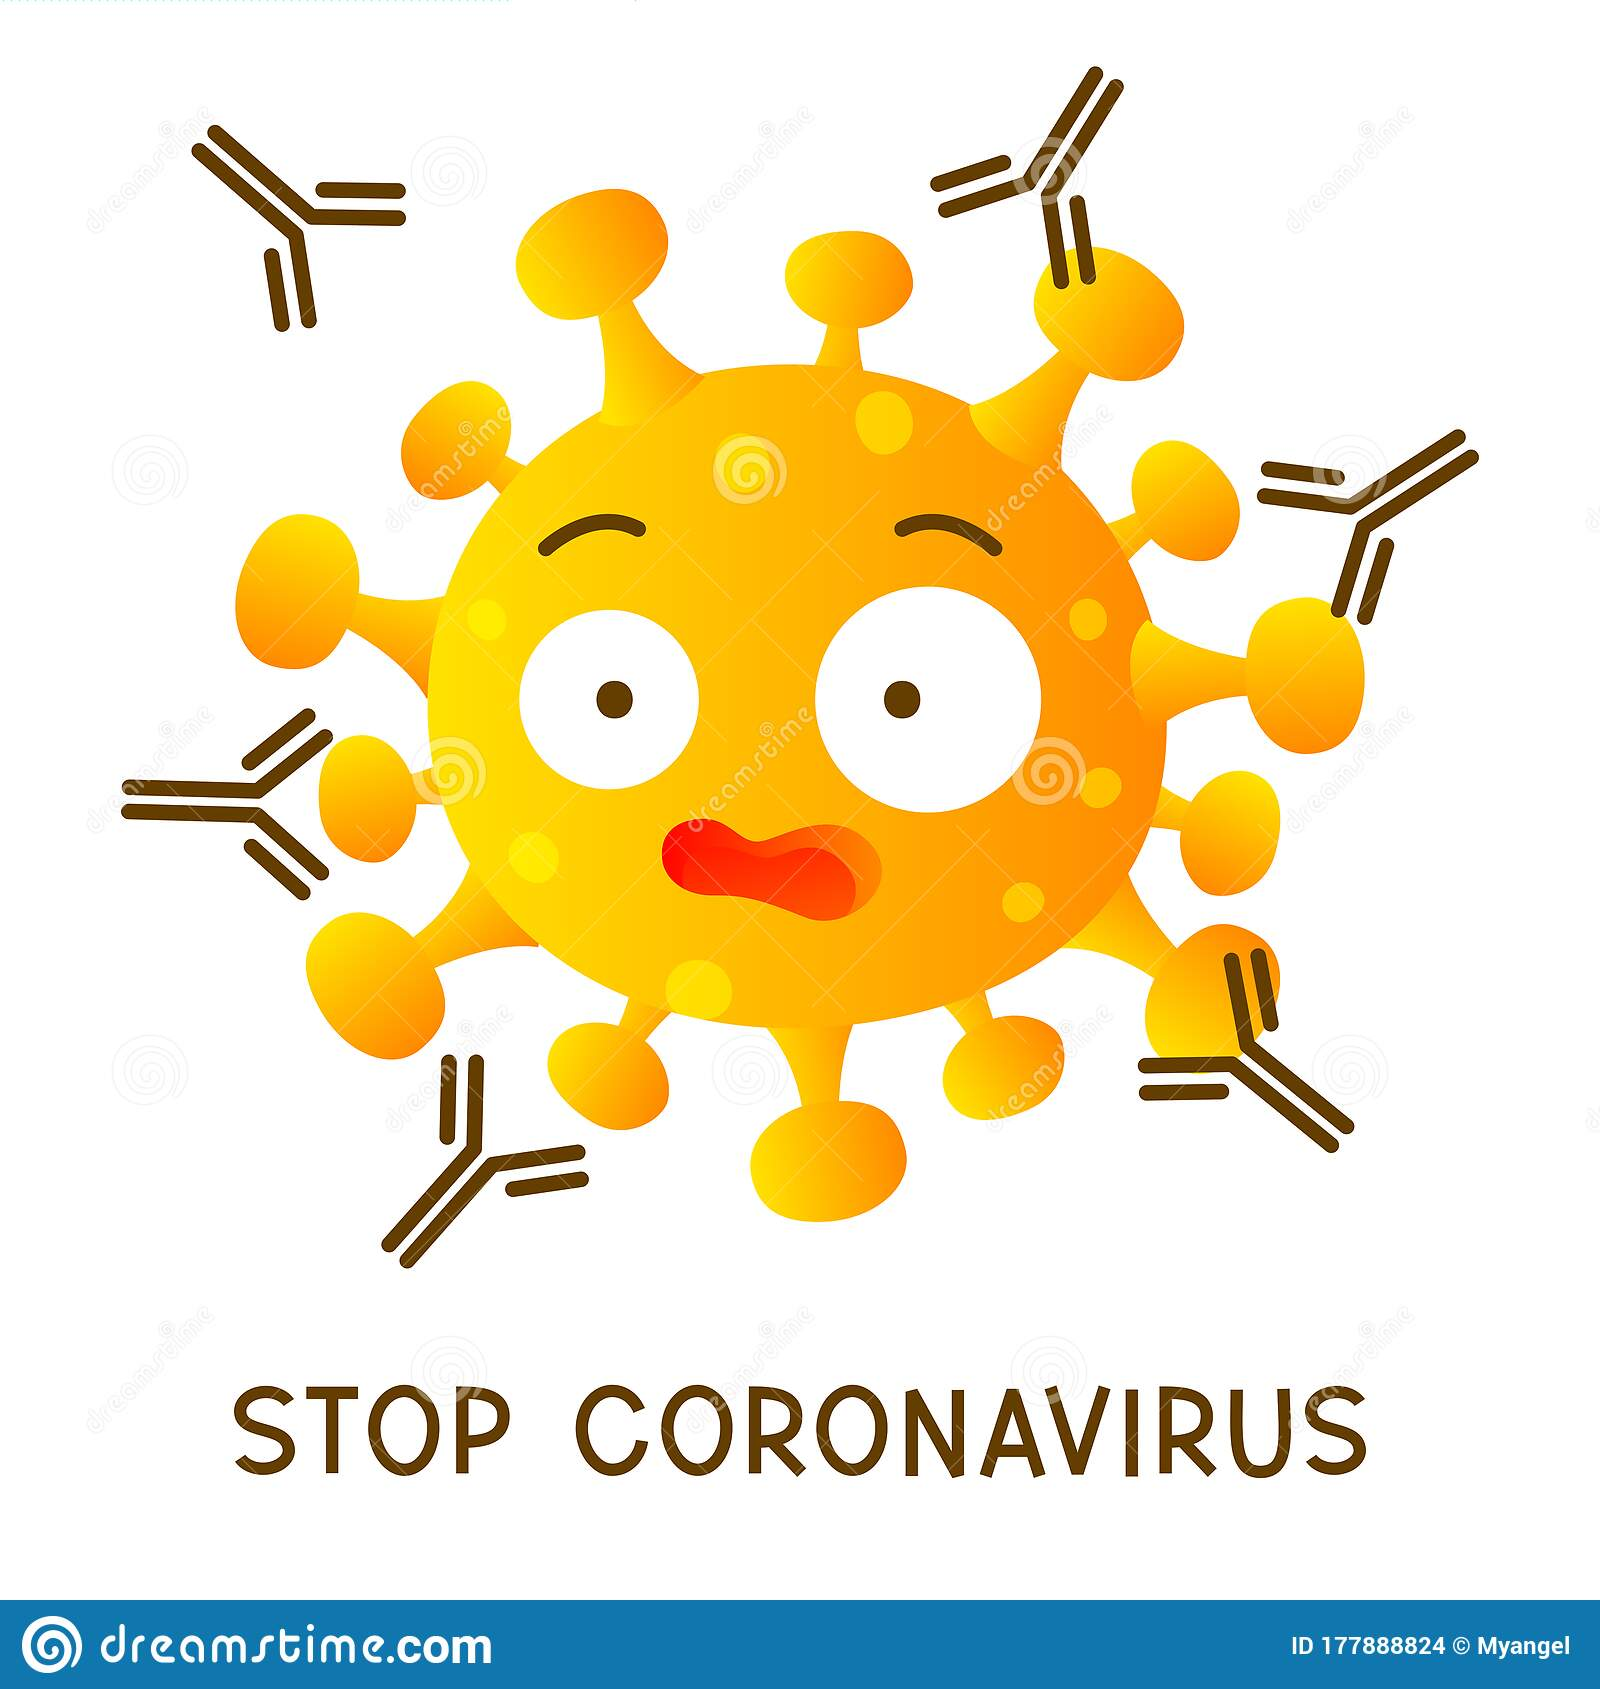 STOP CORONAVIRUS
dreamstime.com
ID 177888824 © Myangel